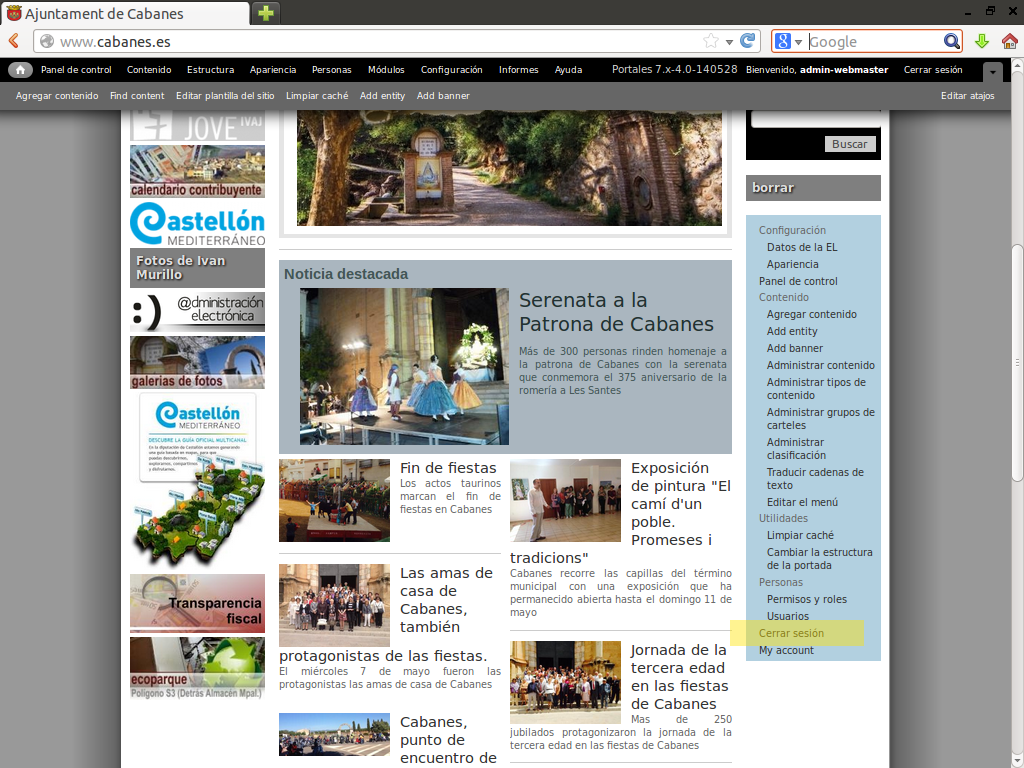 Ajuntament de Cabanes
www.cabanes.es
Google
Panel de control Contenido Estructura Apariencia Personas Módulos Configuración Informes Ayuda Portales 7.x-4.0-140528 Bienvenido, admin-webmaster Cerrar sesión
Agregar contenido Find content Editar plantilla del sitio Limpiar caché Add entity Add banner Editar atajos
JOVE IVAJ
calendario contribuyente
Castellón
MEDITERRÁNEO
Fotos de Ivan
Murillo
:) @dministración
electrónica
galerias de fotos
Castellón
MEDITERRÁNEO
DESCUBRE LA GUÍA OFICIAL MULTICANAL
Transparencia
fiscal
ecoparque
Poligono S3 (Detrás Almacén Mpal.)
Noticia destacada
Serenata a la
Patrona de Cabanes
Más de 300 personas rinden homenaje a
la patrona de Cabanes con la serenata
que conmemora el 375 aniversario de la
romería a Les Santes
Fin de fiestas
Los actos taurinos
marcan el fin de
fiestas en Cabanes
Las amas de
casa de
Cabanes,
también
protagonistas de las fiestas.
El miércoles 7 de mayo fueron las
protagonistas las amas de casa de Cabanes
Cabanes,
punto de
encuentro de
Exposición
de pintura "El
camí d'un
poble.
Promeses i
tradicions"
Cabanes recorre las capillas del término
municipal con una exposición que ha
permanecido abierta hasta el domingo 11 de
mayo
Jornada de la
tercera edad
en las fiestas
de Cabanes
Mas de 250
jubilados protagonizaron la jornada de la
tercera edad en las fiestas de Cabanes
Buscar
borrar
Configuración
Datos de la EL
Apariencia
Panel de control
Contenido
Agregar contenido
Add entity
Add banner
Administrar contenido
Administrar tipos de
contenido
Administrar grupos de
carteles
Administrar
clasificación
Traducir cadenas de
texto
Editar el menú
Utilidades
Limpiar caché
Cambiar la estructura
de la portada
Personas
Permisos y roles
Usuarios
Cerrar sesión
My account